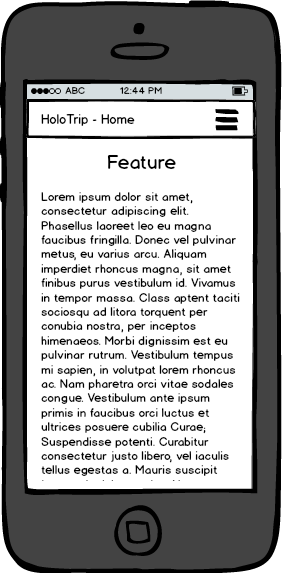 ABC 12:44 PM
HoloTrip - Home
Feature
Lorem ipsum dolor sit amet,
consectetur adipiscing elit.
Phasellus laoreet leo eu magna
faucibus fringilla. Donec vel pulvinar
metus, eu varius arcu. Aliquam
imperdiet rhoncus magna, sit amet
finibus purus vestibulum id. Vivamus
in tempor massa. Class aptent taciti
sociosqu ad litora torquent per
conubia nostra, per inceptos
himenaeos. Morbi dignissim est eu
pulvinar rutrum. Vestibulum tempus
mi sapien, in volutpat lorem rhoncus
ac. Nam pharetra orci vitae sodales
congue. Vestibulum ante ipsum
primis in faucibus orci luctus et
ultrices posuere cubilia Curae;
Suspendisse potenti. Curabitur
consectetur justo libero, vel iaculis
tellus egestas a. Mauris suscipit